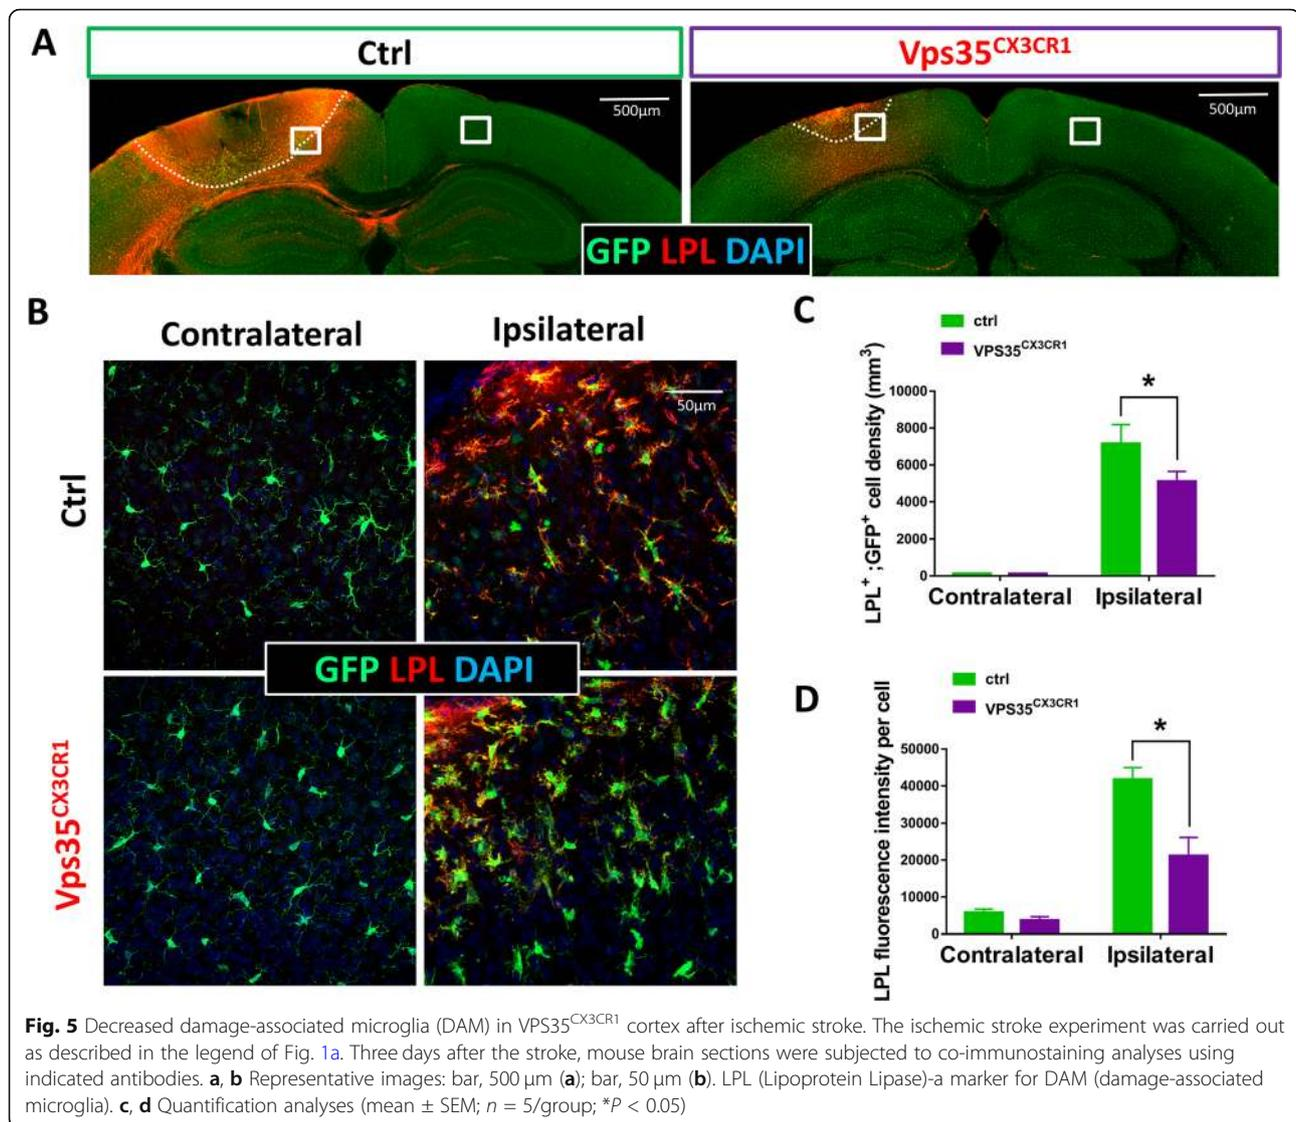 A
Ctrl
Vps35CX3CR1
500µm
500µm
GFP LPL DAPI
B
Contralateral
Ipsilateral
Ctrl
50µm
GFP LPL DAPI
Vps35CX3CR1
C
ctrl
VPS35CX3CR1
LPL+ ;GFP+ cell density (mm3)
10000
8000
6000
4000
2000
0
*
Contralateral
Ipsilateral
D
ctrl
VPS35CX3CR1
LPL fluorescence intensity per cell
50000
40000
30000
20000
10000
0
*
Contralateral
Ipsilateral
Fig. 5 Decreased damage-associated microglia (DAM) in VPS35CX3CR1 cortex after ischemic stroke. The ischemic stroke experiment was carried out
as described in the legend of Fig. 1a. Three days after the stroke, mouse brain sections were subjected to co-immunostaining analyses using
indicated antibodies. a, b Representative images: bar, 500 µm (a); bar, 50 µm (b). LPL (Lipoprotein Lipase)-a marker for DAM (damage-associated
microglia). c, d Quantification analyses (mean ± SEM; n = 5/group; *P < 0.05)